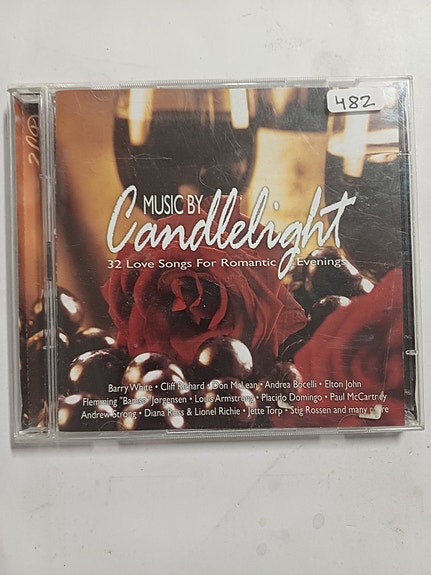 482
2 CD
MUSIC BY
Candlelight
32 Love Songs For Romantic Evenings
Barry White • Cliff Richard • Don McLean • Andrea Bocelli • Elton John
Flemming "Bamse" Jørgensen • Louis Armstrong • Placido Domingo • Paul McCartney
Andrew Strong • Diana Ross & Lionel Richie • Jette Torp • Stig Rossen and many more